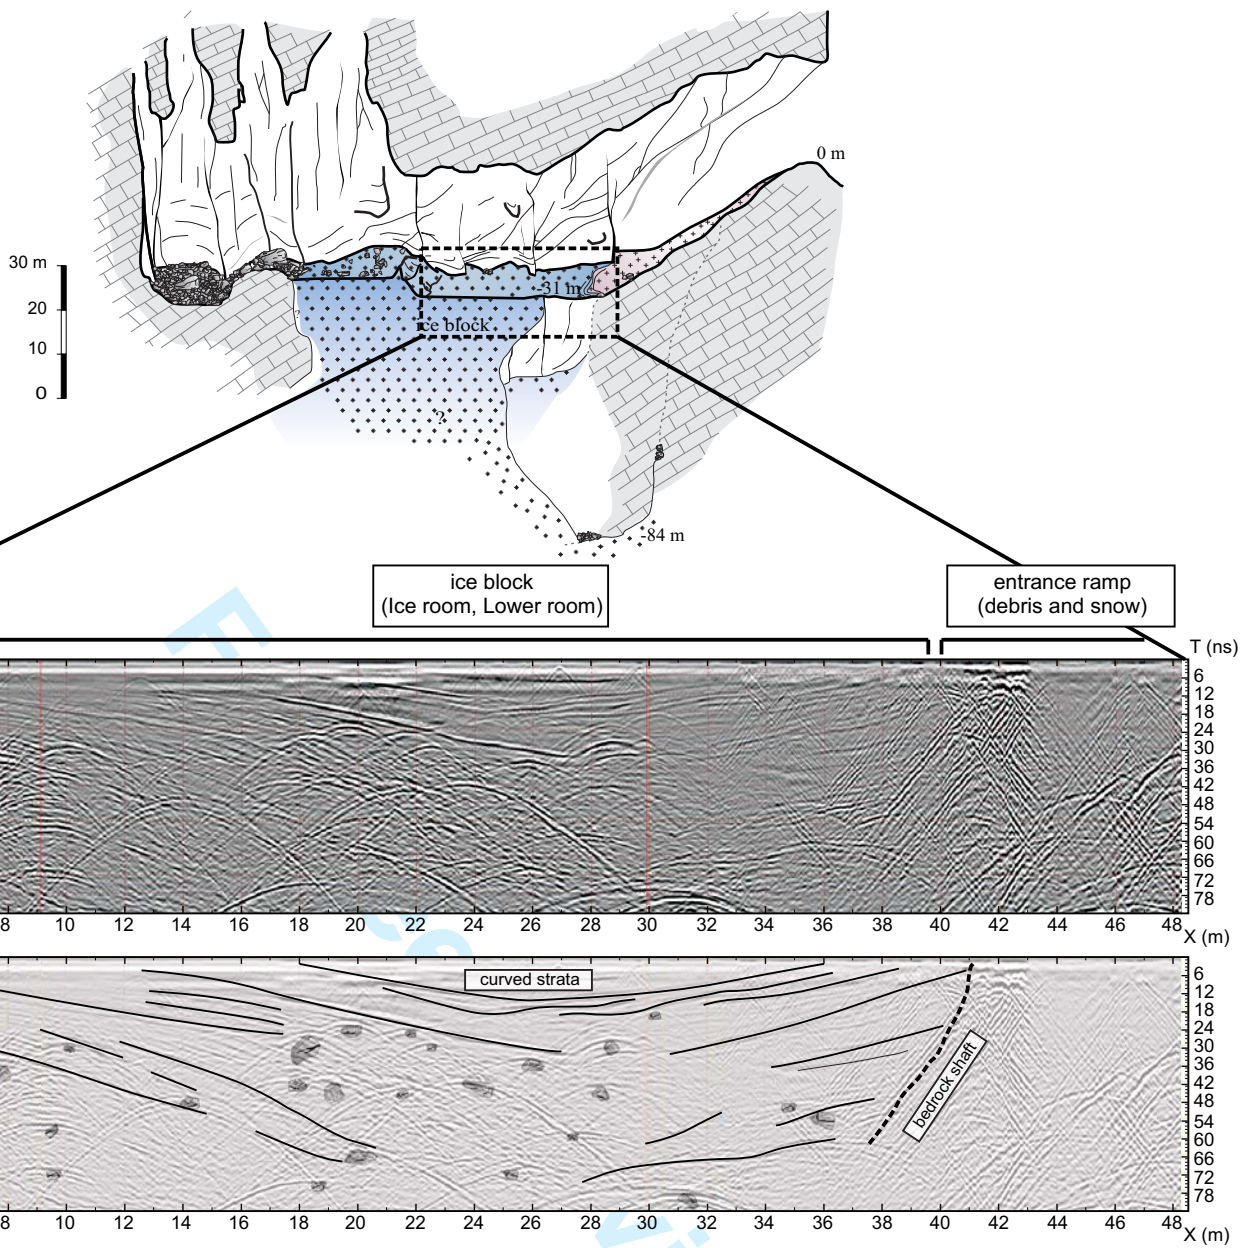 0 m
30 m
20
10
0
-31 m
ice block
?
?
-84 m
ice block
(Ice room, Lower room)
entrance ramp
(debris and snow)
T (ns)
6
12
18
24
30
36
42
48
54
60
66
72
78
8 10 12 14 16 18 20 22 24 26 28 30 32 34 36 38 40 42 44 46 48
X (m)
curved strata
bedrock shaft
6
12
18
24
30
36
42
48
54
60
66
72
78
8 10 12 14 16 18 20 22 24 26 28 30 32 34 36 38 40 42 44 46 48
X (m)